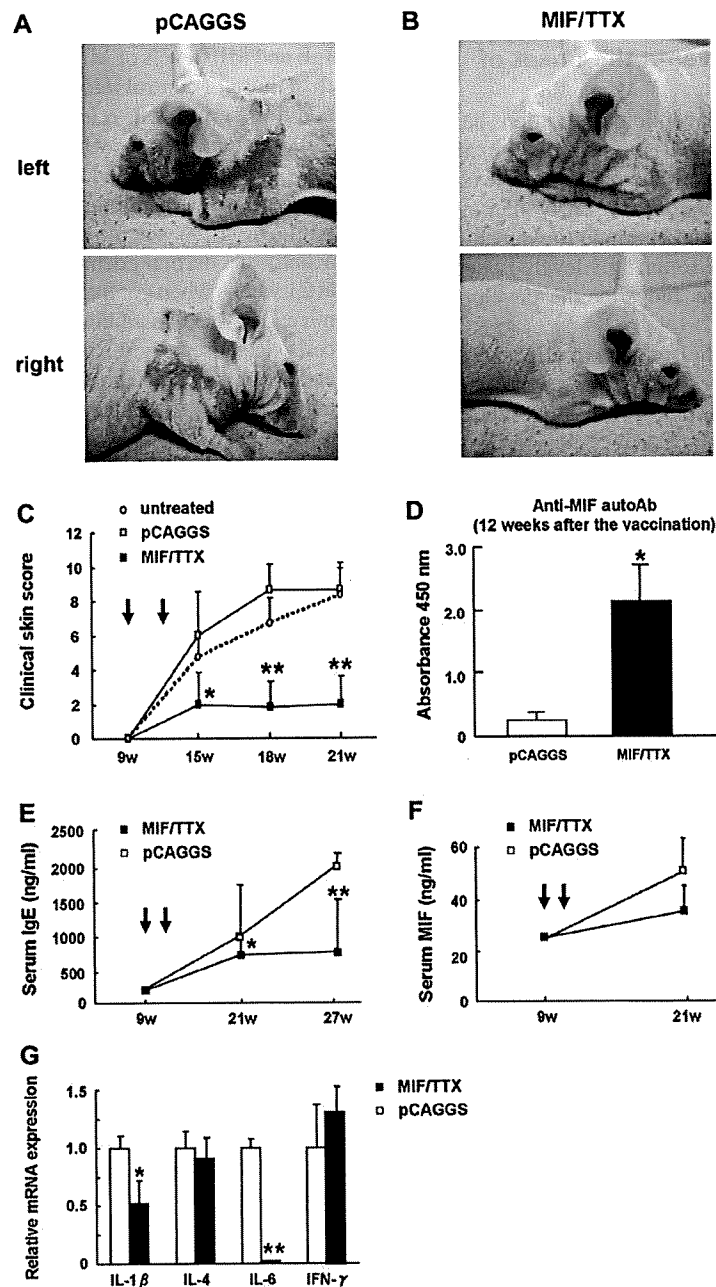 A
pCAGGS
B
MIF/TTX
left
right
C
untreated
pCAGGS
MIF/TTX
Clinical skin score
12
10
8
6
4
2
0
*
**
**
9w
15w
18w
21w
D
Anti-MIF autoAb
(12 weeks after the vaccination)
Absorbance 450 nm
3.0
2.0
1.0
0
*
pCAGGS
MIF/TTX
E
MIF/TTX
pCAGGS
Serum IgE (ng/ml)
2500
2000
1500
1000
500
0
*
**
9w
21w
27w
F
MIF/TTX
pCAGGS
Serum MIF (ng/ml)
60
40
20
0
9w
21w
G
Relative mRNA expression
1.5
1.0
0.5
0
MIF/TTX
pCAGGS
*
**
IL-1β
IL-4
IL-6
IFN-γ